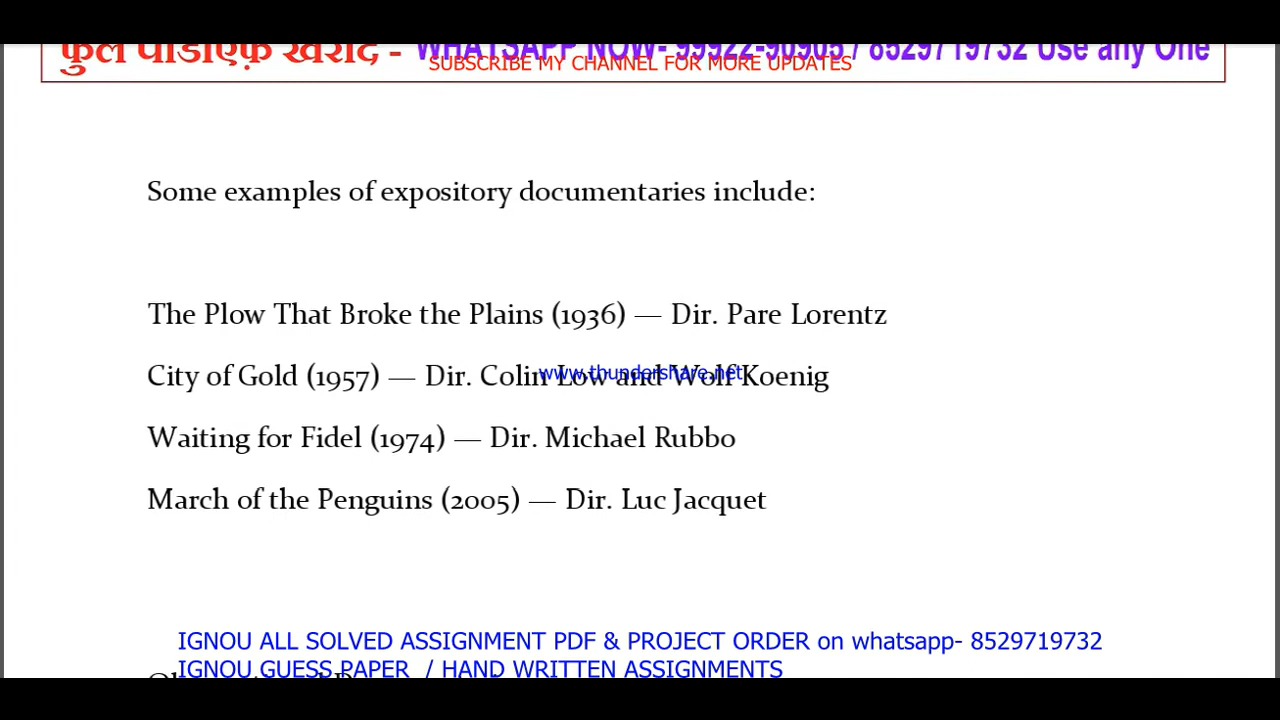 फुल पीडीएफ़ खरीदे - WHATSAPP NOW- 99922-90905 / 8529719732 Use any One
SUBSCRIBE MY CHANNEL FOR MORE UPDATES
Some examples of expository documentaries include:
The Plow That Broke the Plains (1936) — Dir. Pare Lorentz
City of Gold (1957) — Dir. Colin Low and Wolf Koenig
www.thundershare.net
Waiting for Fidel (1974) — Dir. Michael Rubbo
March of the Penguins (2005) — Dir. Luc Jacquet
IGNOU ALL SOLVED ASSIGNMENT PDF & PROJECT ORDER on whatsapp- 8529719732
IGNOU GUESS PAPER / HAND WRITTEN ASSIGNMENTS